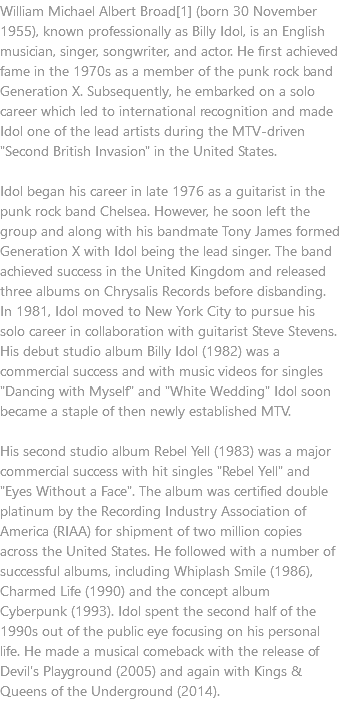 William Michael Albert Broad[1] (born 30 November
1955), known professionally as Billy Idol, is an English
musician, singer, songwriter, and actor. He first achieved
fame in the 1970s as a member of the punk rock band
Generation X. Subsequently, he embarked on a solo
career which led to international recognition and made
Idol one of the lead artists during the MTV-driven
"Second British Invasion" in the United States.

Idol began his career in late 1976 as a guitarist in the
punk rock band Chelsea. However, he soon left the
group and along with his bandmate Tony James formed
Generation X with Idol being the lead singer. The band
achieved success in the United Kingdom and released
three albums on Chrysalis Records before disbanding.
In 1981, Idol moved to New York City to pursue his
solo career in collaboration with guitarist Steve Stevens.
His debut studio album Billy Idol (1982) was a
commercial success and with music videos for singles
"Dancing with Myself" and "White Wedding" Idol soon
became a staple of then newly established MTV.

His second studio album Rebel Yell (1983) was a major
commercial success with hit singles "Rebel Yell" and
"Eyes Without a Face". The album was certified double
platinum by the Recording Industry Association of
America (RIAA) for shipment of two million copies
across the United States. He followed with a number of
successful albums, including Whiplash Smile (1986),
Charmed Life (1990) and the concept album
Cyberpunk (1993). Idol spent the second half of the
1990s out of the public eye focusing on his personal
life. He made a musical comeback with the release of
Devil's Playground (2005) and again with Kings &
Queens of the Underground (2014).